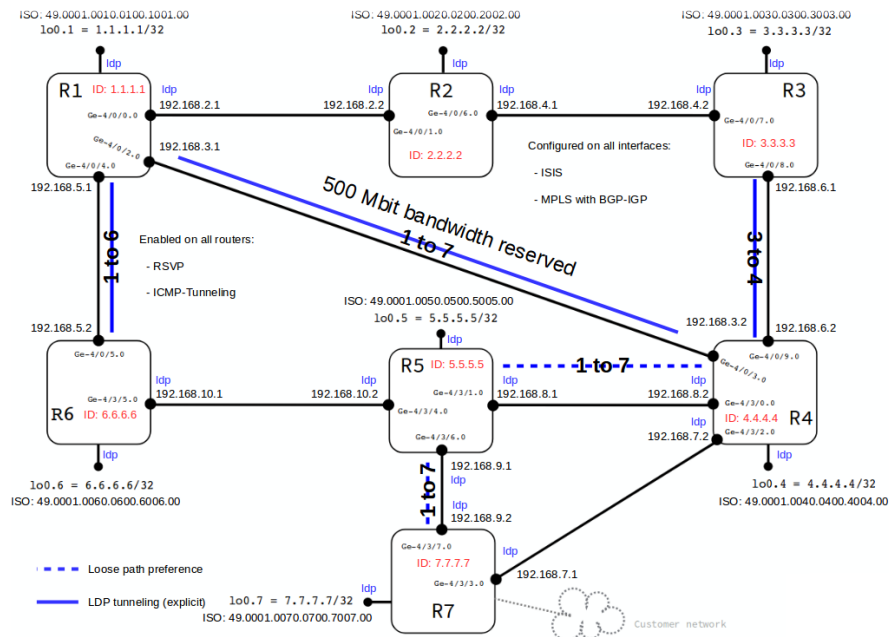 ISO: 49.0001.0010.0100.1001.00
lo0.1 = 1.1.1.1/32
ISO: 49.0001.0020.0200.2002.00
lo0.2 = 2.2.2.2/32
ISO: 49.0001.0030.0300.3003.00
lo0.3 = 3.3.3.3/32
ldp
ldp
ldp
R1
ID: 1.1.1.1
ldp
192.168.2.1
Ge-4/0/0.0
Ge-4/0/2.0
Ge-4/0/4.0
192.168.3.1
192.168.5.1
ldp
ldp
192.168.2.2
R2
Ge-4/0/6.0
Ge-4/0/1.0
ID: 2.2.2.2
ldp
192.168.4.1
ldp
192.168.4.2
R3
Ge-4/0/7.0
ID: 3.3.3.3
Ge-4/0/8.0
192.168.6.1
ldp
Configured on all interfaces:
- ISIS
- MPLS with BGP-IGP
500 Mbit bandwidth reserved
1 to 7
1 to 6
3 to 4
Enabled on all routers:
- RSVP
- ICMP-Tunneling
ISO: 49.0001.0050.0500.5005.00
lo0.5 = 5.5.5.5/32
ldp
192.168.3.2
192.168.5.2
192.168.6.2
ldp
ldp
Ge-4/0/5.0
Ge-4/3/5.0
R6
ID: 6.6.6.6
ldp
192.168.10.1
ldp
192.168.10.2
R5
ID: 5.5.5.5
Ge-4/3/1.0
Ge-4/3/4.0
Ge-4/3/6.0
1 to 7
ldp
192.168.8.1
ldp
192.168.8.2
ldp
192.168.7.2
Ge-4/0/9.0
Ge-4/0/3.0
Ge-4/3/0.0
ID: 4.4.4.4
R4
Ge-4/3/2.0
ldp
lo0.6 = 6.6.6.6/32
ISO: 49.0001.0060.0600.6006.00
ldp
lo0.4 = 4.4.4.4/32
ISO: 49.0001.0040.0400.4004.00
192.168.9.1
ldp
1 to 7
ldp
192.168.9.2
Ge-4/3/7.0
ID: 7.7.7.7
Ge-4/3/3.0
R7
ldp
192.168.7.1
Loose path preference
LDP tunneling (explicit)
ldp
lo0.7 = 7.7.7.7/32
ISO: 49.0001.0070.0700.7007.00
Customer network